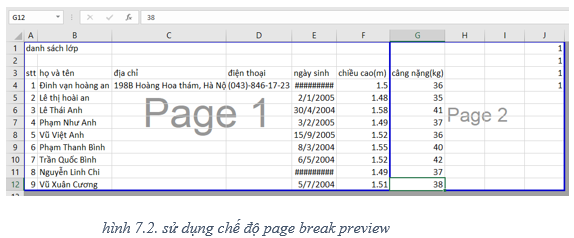 G12 fx 38
A B C D E F G H I J
1 danh sách lớp 1
2 1
3 stt họ và tên địa chỉ điện thoại ngày sinh chiều cao(m) câng nặng(kg) 1
4 1 Đinh vạn hoàng an 198B Hoàng Hoa thám, Hà Nộ (043)-846-17-23 ######### 1.5 36 1
5 2 Lê thị hoài an 2/1/2005 1.48 35
6 3 Lê Thái Anh 30/4/2004 1.58 41
7 4 Phạm Như Anh 3/2/2005 1.49 37
8 5 Vũ Việt Anh 15/9/2005 1.52 36
9 6 Phạm Thanh Bình 8/3/2004 1.55 40
10 7 Trần Quốc Bình 6/5/2004 1.52 42
11 8 Nguyễn Linh Chi ######### 1.49 37
12 9 Vũ Xuân Cương 5/7/2004 1.51 38
Page 1 Page 2
hình 7.2. sử dụng chế độ page break preview